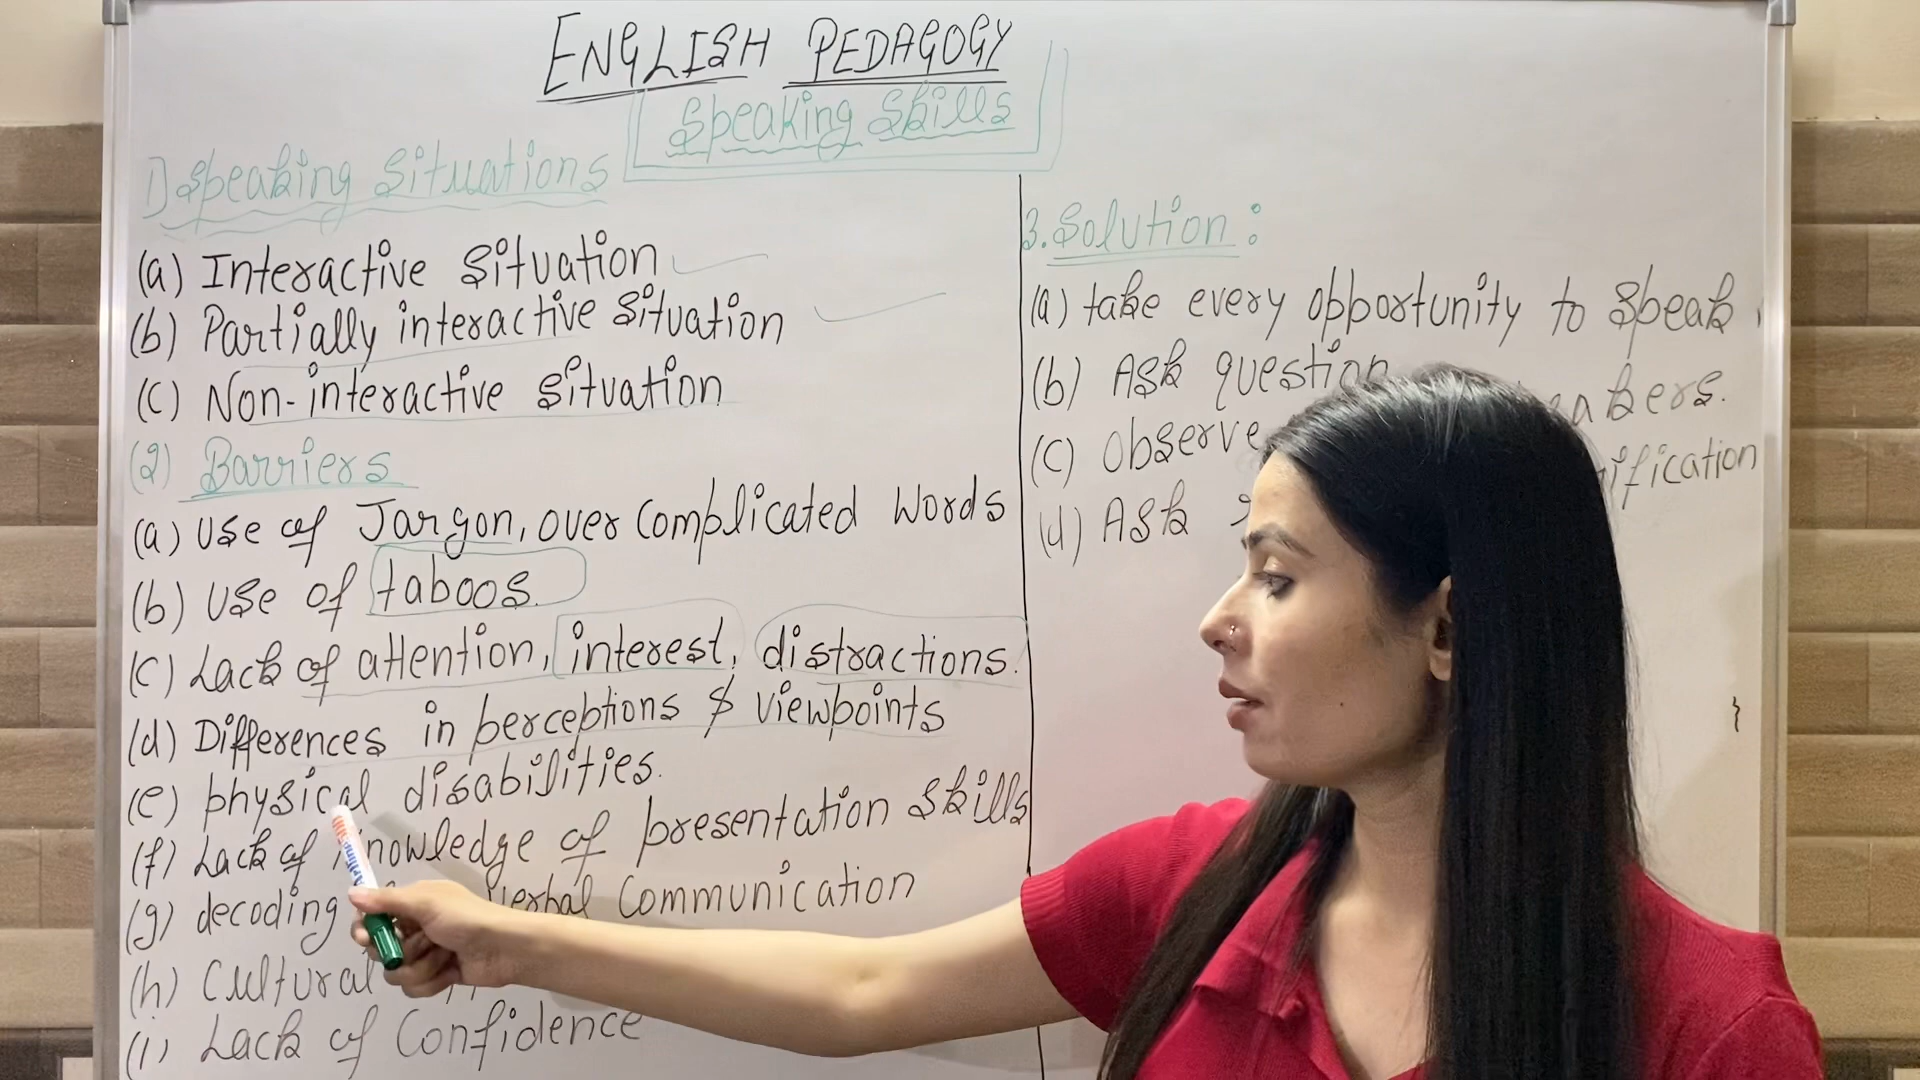 ENGLISH PEDAGOGY
Speaking Skills
1) Speaking Situations
(a) Interactive Situation
(b) Partially interactive Situation
(c) Non-interactive Situation
(2) Barriers
(a) Use of Jargon, over Complicated Words
(b) Use of taboos.
(c) Lack of attention, interest, distractions.
(d) Differences in perceptions & viewpoints
(e) physical disabilities.
(f) Lack of knowledge of presentation Skills
(g) decoding Verbal Communication
(h) Cultural
(i) Lack of Confidence
3. Solution :
(a) take every opportunity to Speak.
(b) Ask question
(c) Observe
(d) Ask